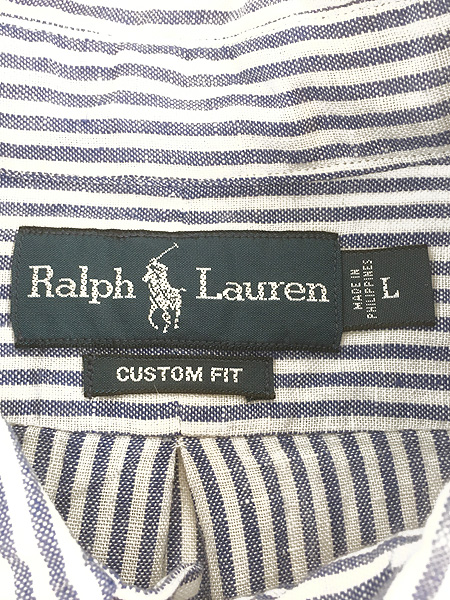 Ralph Lauren
MADE IN
PHILIPPINES
L
CUSTOM FIT